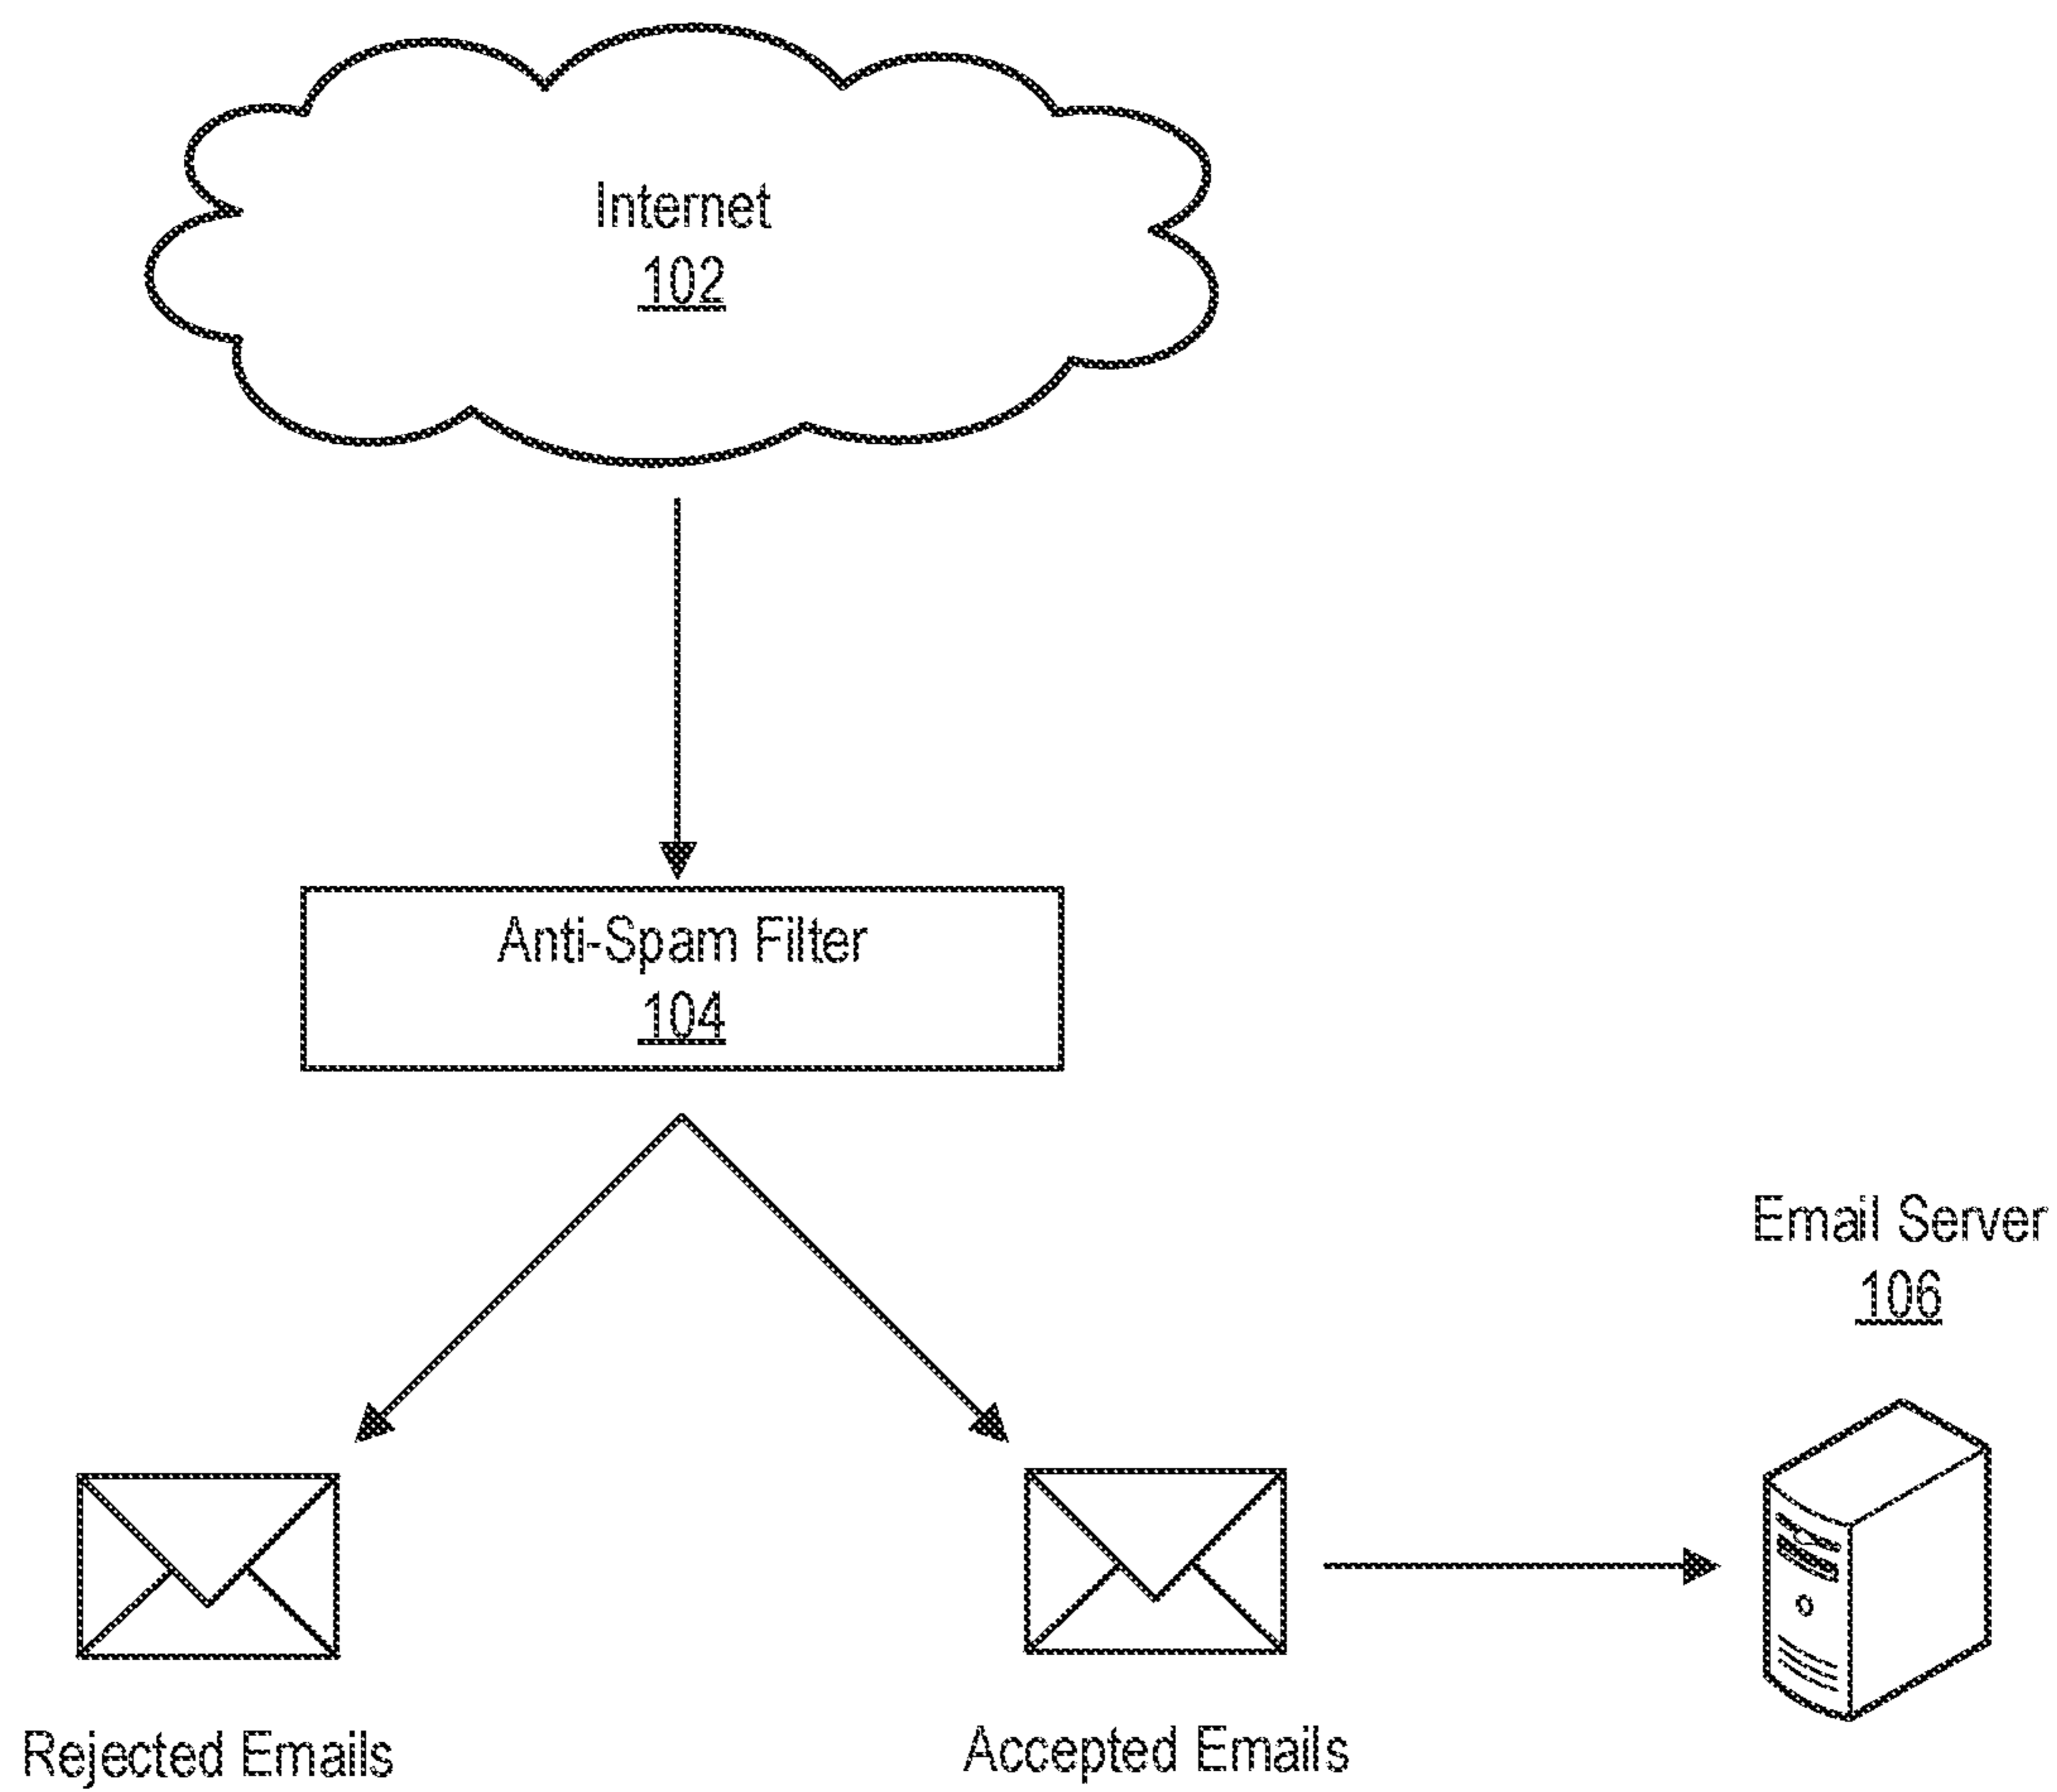 Internet
102
Anti-Spam Filter
104
Email Server
106
Rejected Emails
Accepted Emails